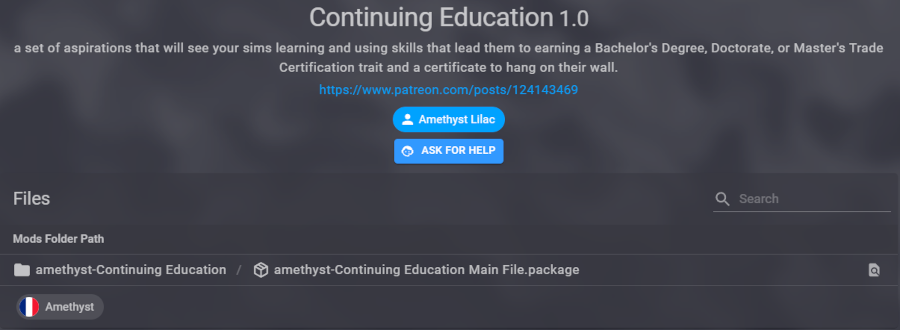 Continuing Education 1.0
a set of aspirations that will see your sims learning and using skills that lead them to earning a Bachelor's Degree, Doctorate, or Master's Trade
Certification trait and a certificate to hang on their wall.
https://www.patreon.com/posts/124143469
Amethyst Lilac
ASK FOR HELP
Files
Search
Mods Folder Path
amethyst-Continuing Education / amethyst-Continuing Education Main File.package
Amethyst